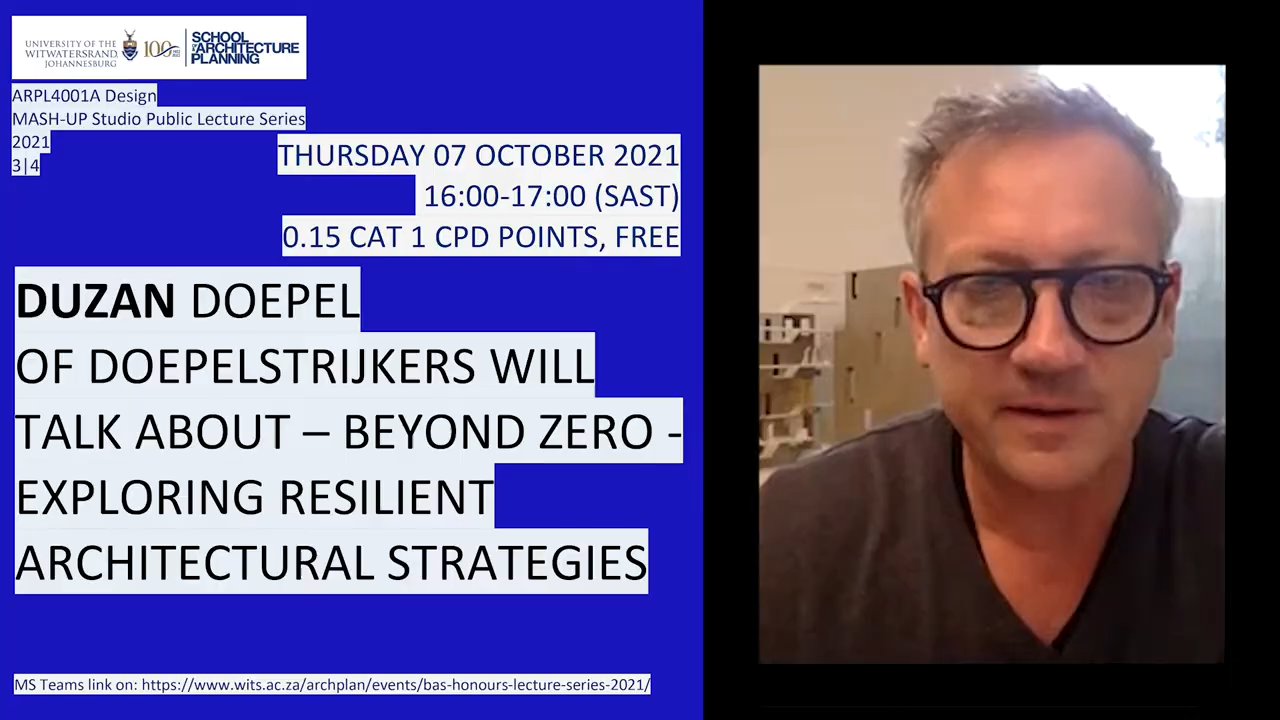 UNIVERSITY OF THE
WITWATERSRAND,
JOHANNESBURG
100
SCHOOL
OF ARCHITECTURE
PLANNING
ARPL4001A Design
MASH-UP Studio Public Lecture Series
2021
3|4
THURSDAY 07 OCTOBER 2021
16:00-17:00 (SAST)
0.15 CAT 1 CPD POINTS, FREE
DUZAN DOEPEL
OF DOEPELSTRIJKERS WILL
TALK ABOUT – BEYOND ZERO -
EXPLORING RESILIENT
ARCHITECTURAL STRATEGIES
MS Teams link on: https://www.wits.ac.za/archplan/events/bas-honours-lecture-series-2021/